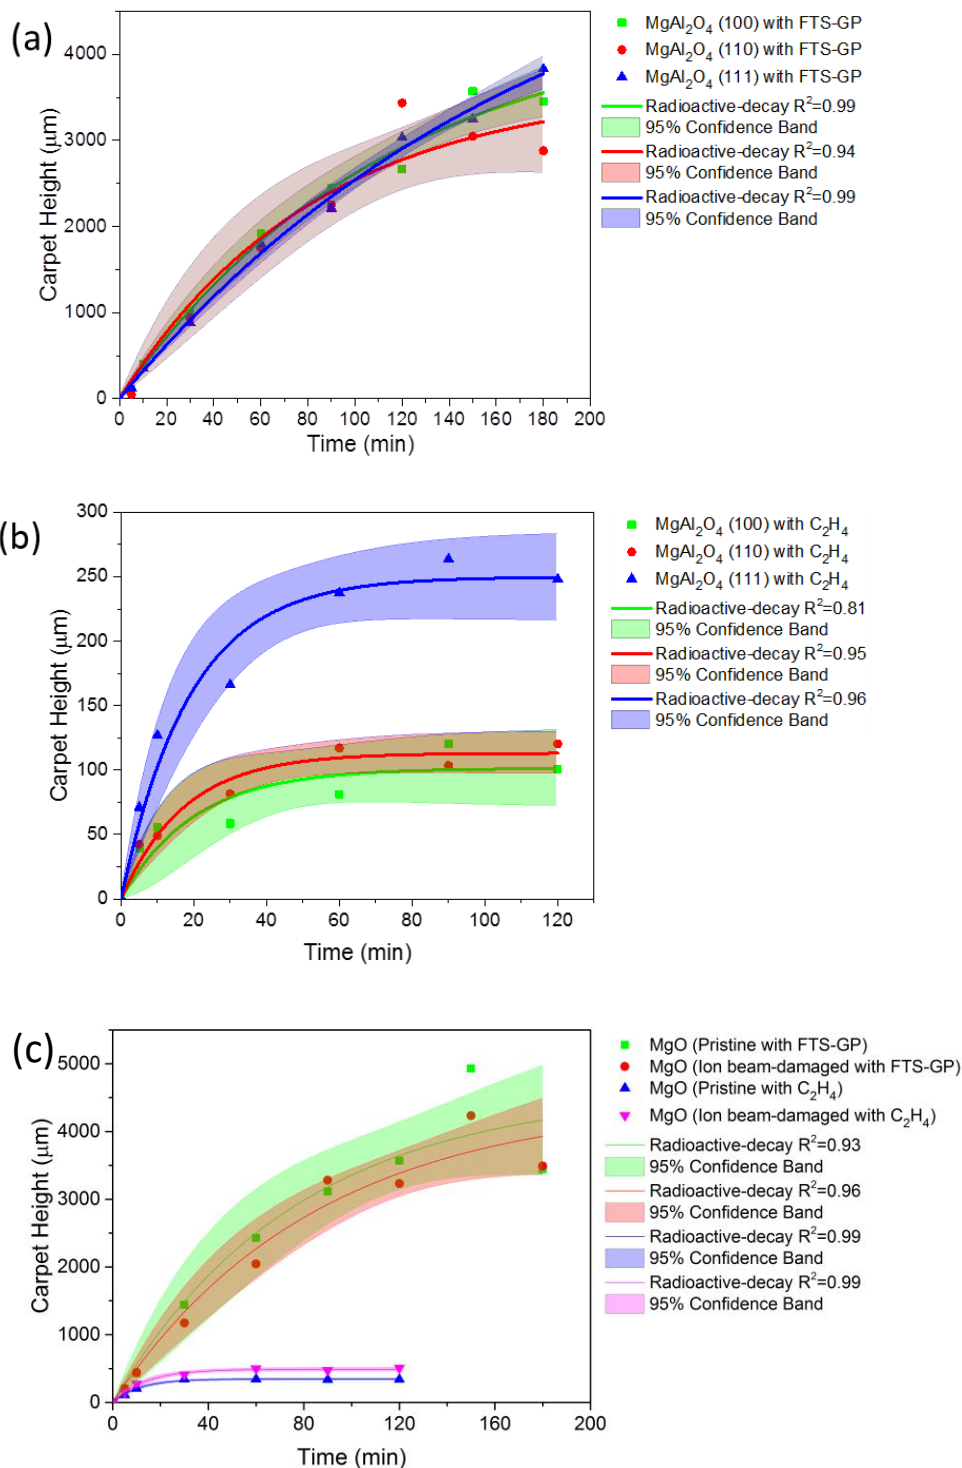 (a)
Carpet Height (μm)
4000
3000
2000
1000
0
0 20 40 60 80 100 120 140 160 180 200
Time (min)
MgAl₂O₄ (100) with FTS-GP
MgAl₂O₄ (110) with FTS-GP
MgAl₂O₄ (111) with FTS-GP
Radioactive-decay R²=0.99
95% Confidence Band
Radioactive-decay R²=0.94
95% Confidence Band
Radioactive-decay R²=0.99
95% Confidence Band
(b)
Carpet Height (μm)
300
250
200
150
100
50
0
0 20 40 60 80 100 120
Time (min)
MgAl₂O₄ (100) with C₂H₄
MgAl₂O₄ (110) with C₂H₄
MgAl₂O₄ (111) with C₂H₄
Radioactive-decay R²=0.81
95% Confidence Band
Radioactive-decay R²=0.95
95% Confidence Band
Radioactive-decay R²=0.96
95% Confidence Band
(c)
Carpet Height (μm)
5000
4000
3000
2000
1000
0
0 40 80 120 160 200
Time (min)
MgO (Pristine with FTS-GP)
MgO (Ion beam-damaged with FTS-GP)
MgO (Pristine with C₂H₄)
MgO (Ion beam-damaged with C₂H₄)
Radioactive-decay R²=0.93
95% Confidence Band
Radioactive-decay R²=0.96
95% Confidence Band
Radioactive-decay R²=0.99
95% Confidence Band
Radioactive-decay R²=0.99
95% Confidence Band